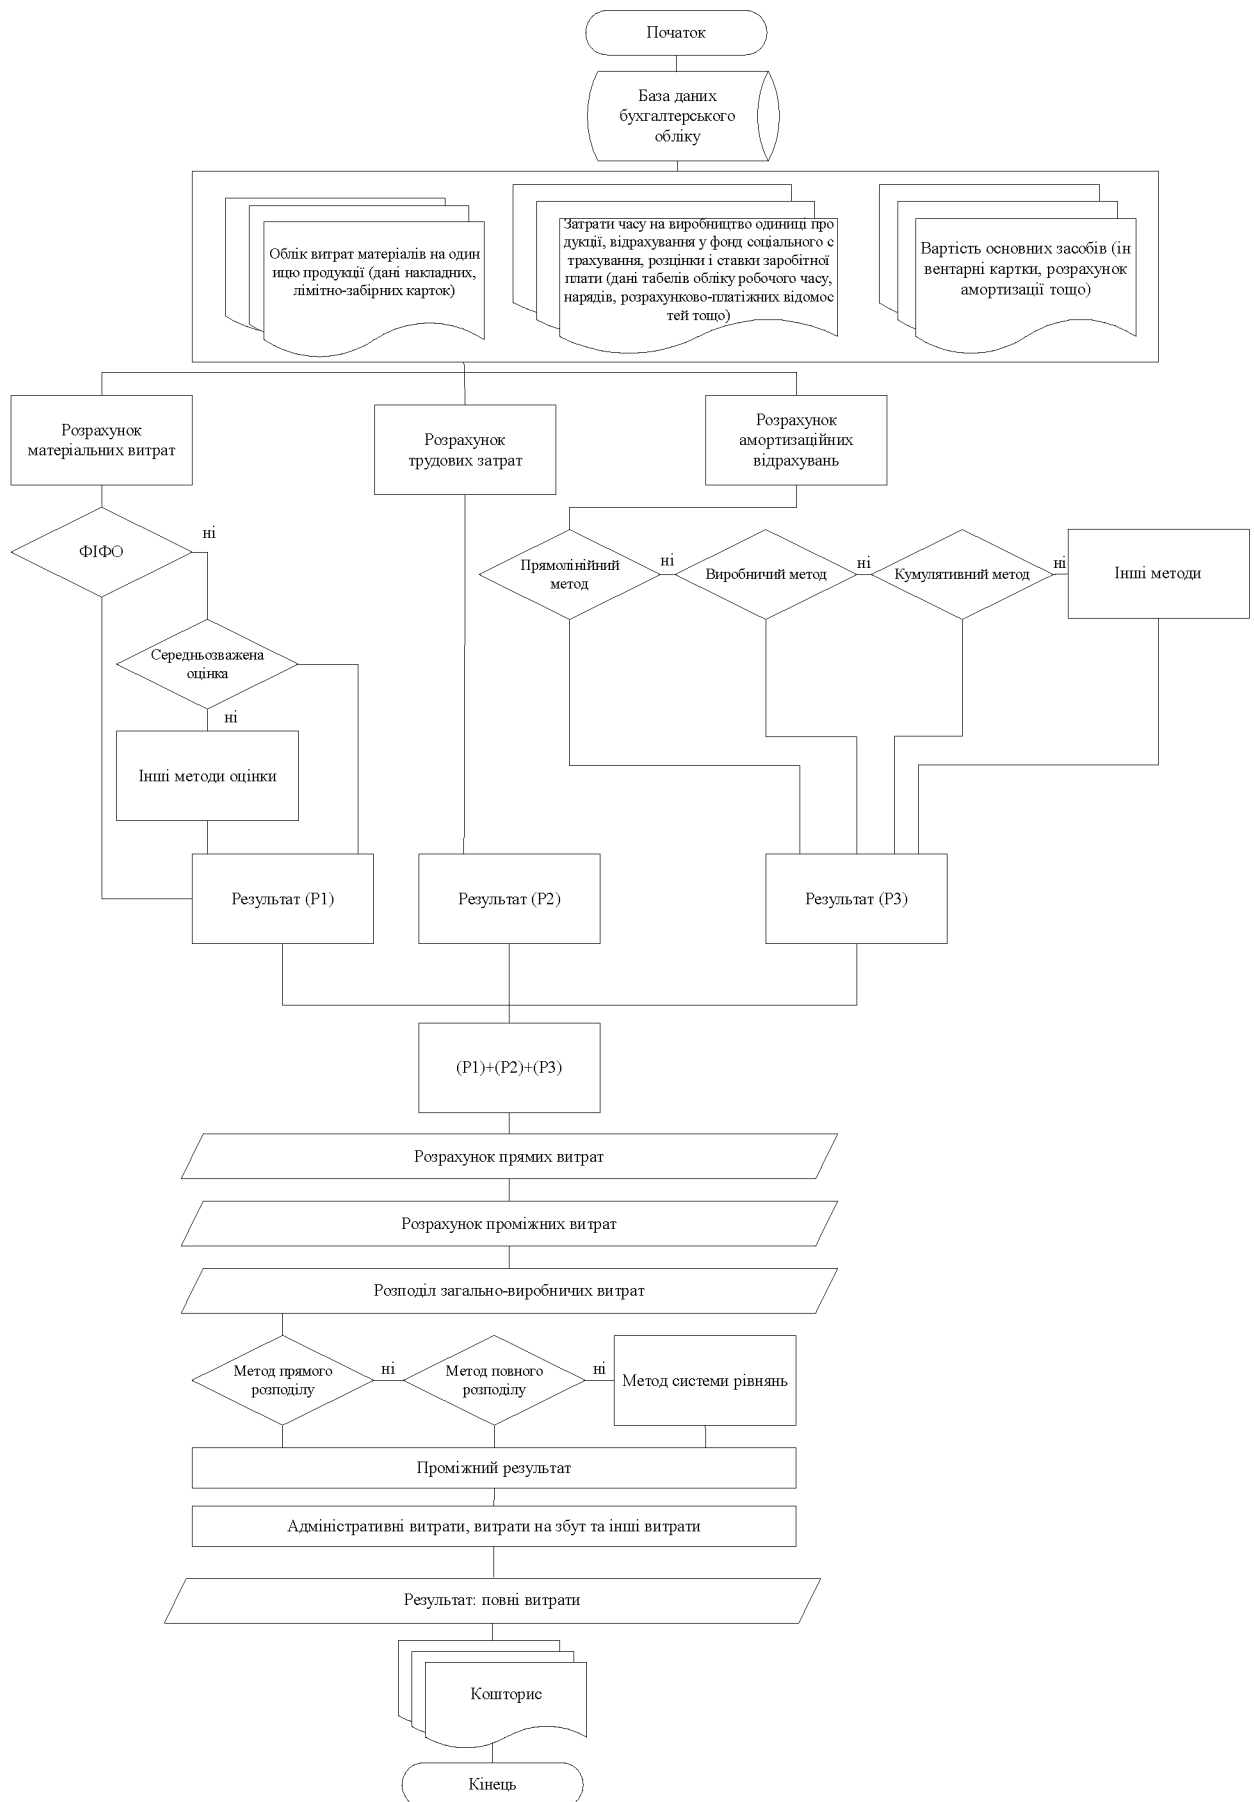 Початок
База даних
бухгалтерського
обліку
Облік витрат матеріалів на один
ицю продукції (дані накладних,
лімітно-забірних карток)
Затрати часу на виробництво одиниці про
дукції, відрахування у фонд соціального с
трахування, розцінки і ставки заробітної
плати (дані табелів обліку робочого часу,
нарядів, розрахунково-платіжних відомос
тей тощо)
Вартість основних засобів (ін
вентарні картки, розрахунок
амортизації тощо)
Розрахунок
матеріальних витрат
Розрахунок
трудових затрат
Розрахунок
амортизаційних
відрахувань
ФІФО
ні
Прямолінійний
метод
ні
Виробничий метод
ні
Кумулятивний метод
ні
Інші методи
Середньозважена
оцінка
ні
Інші методи оцінки
Результат (Р1)
Результат (Р2)
Результат (Р3)
(Р1)+(Р2)+(Р3)
Розрахунок прямих витрат
Розрахунок проміжних витрат
Розподіл загально-виробничих витрат
Метод прямого
розподілу
ні
Метод повного
розподілу
ні
Метод системи рівнянь
Проміжний результат
Адміністративні витрати, витрати на збут та інші витрати
Результат: повні витрати
Кошторис
Кінець